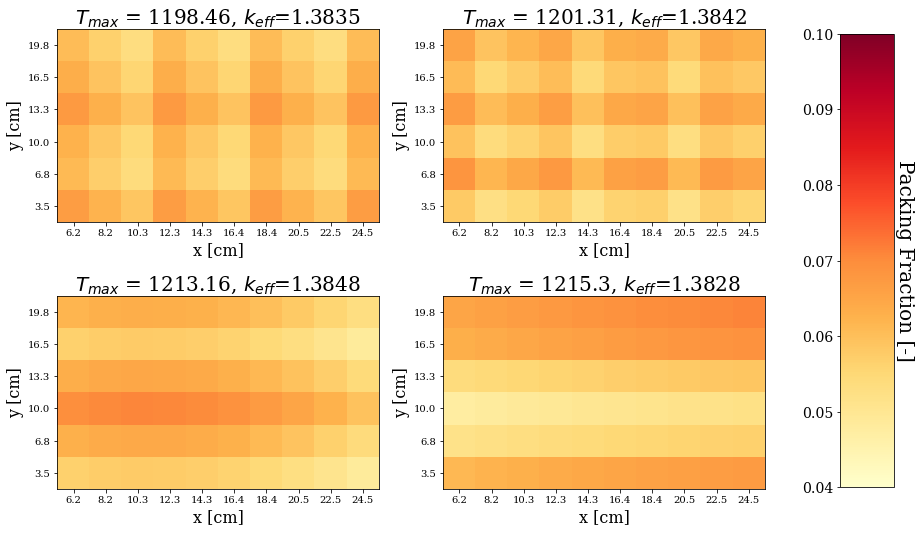 T_max = 1198.46, k_eff=1.3835
19.8
16.5
13.3
10.0
6.8
3.5
y [cm]
6.2 8.2 10.3 12.3 14.3 16.4 18.4 20.5 22.5 24.5
x [cm]
T_max = 1201.31, k_eff=1.3842
19.8
16.5
13.3
10.0
6.8
3.5
y [cm]
6.2 8.2 10.3 12.3 14.3 16.4 18.4 20.5 22.5 24.5
x [cm]
T_max = 1213.16, k_eff=1.3848
19.8
16.5
13.3
10.0
6.8
3.5
y [cm]
6.2 8.2 10.3 12.3 14.3 16.4 18.4 20.5 22.5 24.5
x [cm]
T_max = 1215.3, k_eff=1.3828
19.8
16.5
13.3
10.0
6.8
3.5
y [cm]
6.2 8.2 10.3 12.3 14.3 16.4 18.4 20.5 22.5 24.5
x [cm]
0.10
0.09
0.08
0.07
0.06
0.05
0.04
Packing Fraction [-]